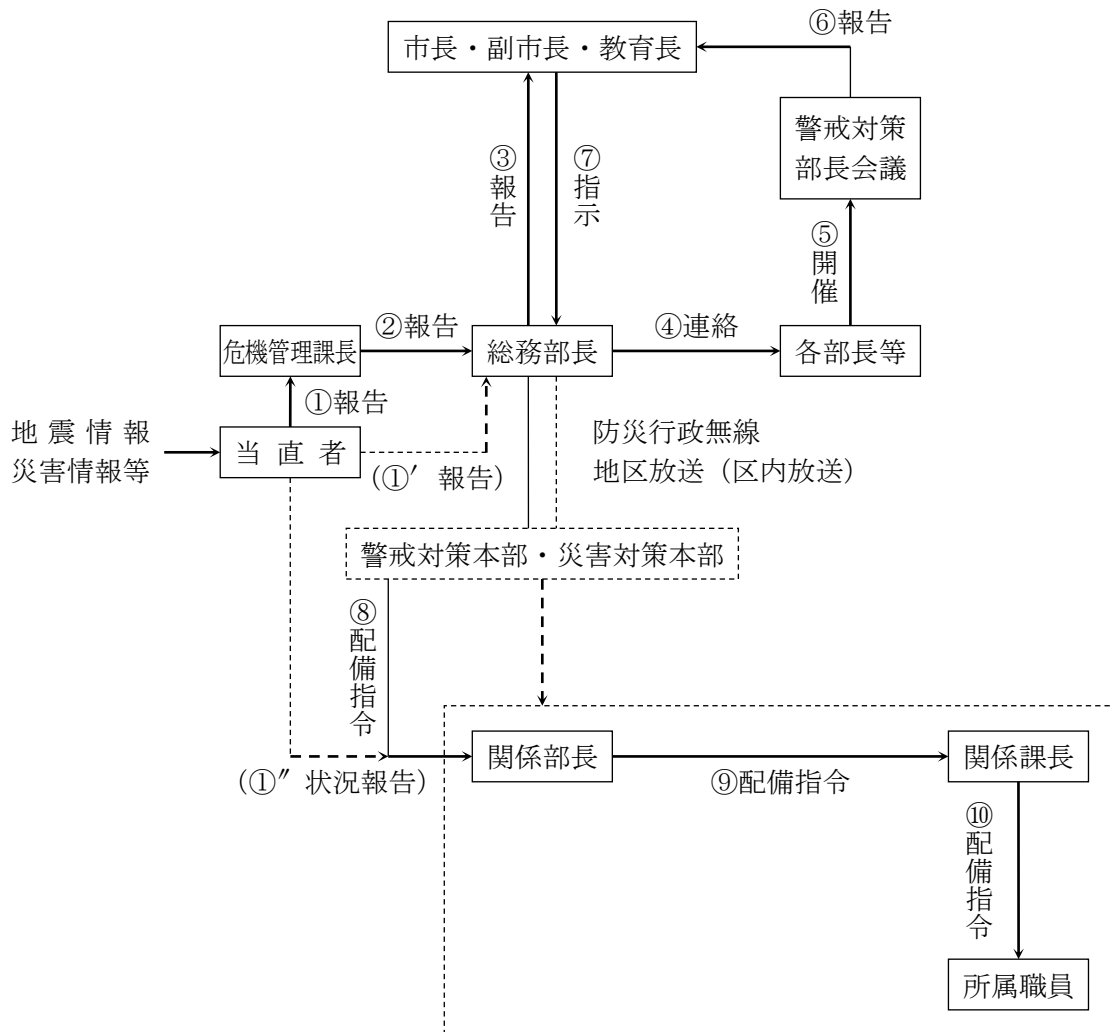 ⑥報告
市長・副市長・教育長
警戒対策
部長会議
③報告
⑦指示
⑤開催
②報告
④連絡
危機管理課長
総務部長
各部長等
①報告
地震情報
災害情報等
当直者
(①′ 報告)
防災行政無線
地区放送（区内放送）
警戒対策本部・災害対策本部
⑧配備指令
関係部長
関係課長
(①″ 状況報告)
⑨配備指令
⑩配備指令
所属職員